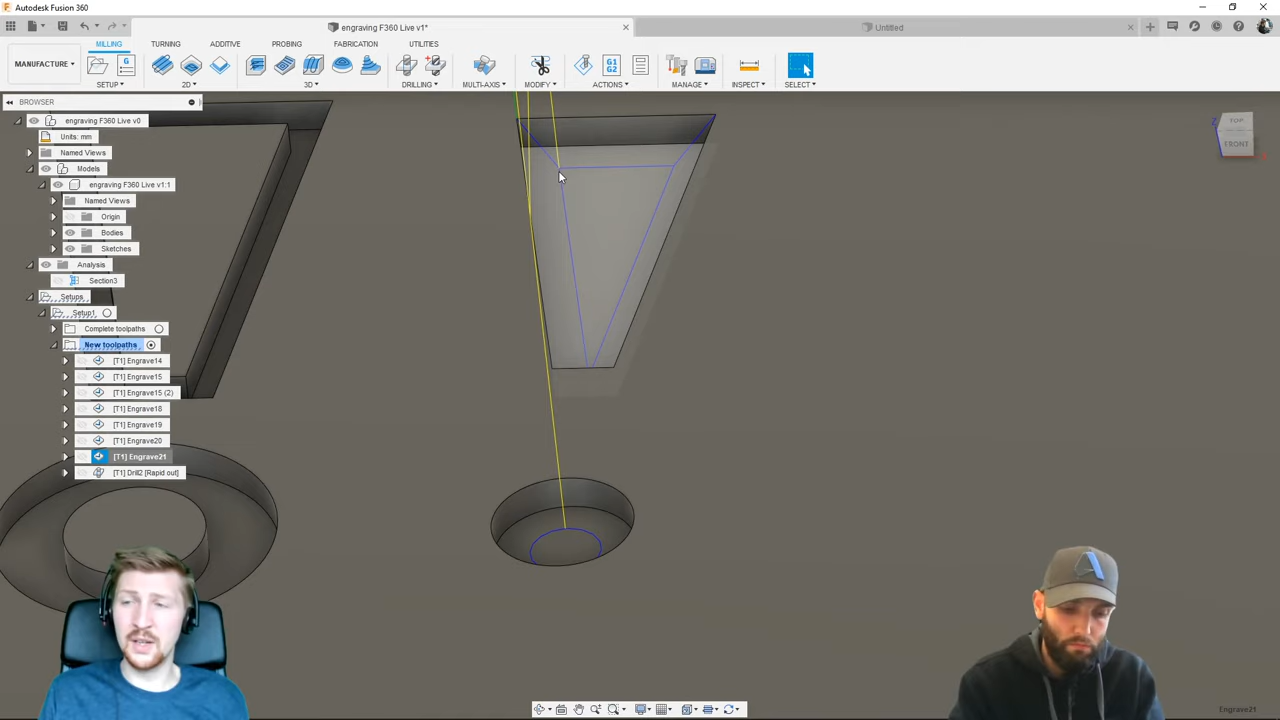 Autodesk Fusion 360
engraving F360 Live v1*
Untitled
MILLING TURNING ADDITIVE PROBING FABRICATION UTILITIES
MANUFACTURE
G1
G2
SETUP 2D 3D DRILLING MULTI-AXIS MODIFY ACTIONS MANAGE INSPECT SELECT
BROWSER
engraving F360 Live v0
Units: mm
Named Views
Models
engraving F360 Live v1:1
Named Views
Origin
Bodies
Sketches
Analysis
Section3
Setups
Setup1
Complete toolpaths
New toolpaths
[T1] Engrave14
[T1] Engrave15
[T1] Engrave15 (2)
[T1] Engrave18
[T1] Engrave19
[T1] Engrave20
[T1] Engrave21
[T1] Drill2 [Rapid out]
Z
TOP
FRONT
Engrave21